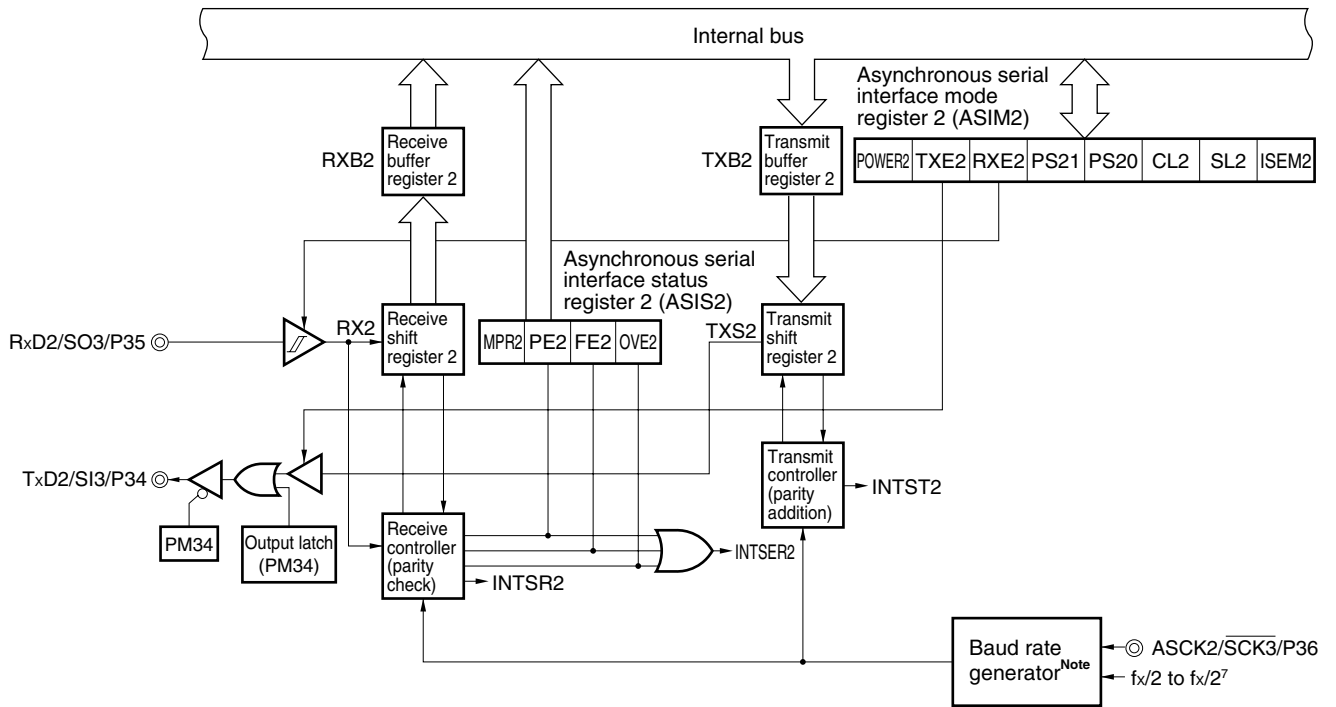 Internal bus
Asynchronous serial
interface mode
register 2 (ASIM2)
RXB2
Receive
buffer
register 2
TXB2
Transmit
buffer
register 2
POWER2 TXE2 RXE2 PS21 PS20 CL2 SL2 ISEM2
Asynchronous serial
interface status
register 2 (ASIS2)
RxD2/SO3/P35
RX2
Receive
shift
register 2
MPR2 PE2 FE2 OVE2
TXS2
Transmit
shift
register 2
TxD2/SI3/P34
PM34
Output latch
(PM34)
Receive
controller
(parity
check)
INTSR2
INTSER2
Transmit
controller
(parity
addition)
INTST2
Baud rate
generatorNote
ASCK2/SCK3/P36
fx/2 to fx/2⁷